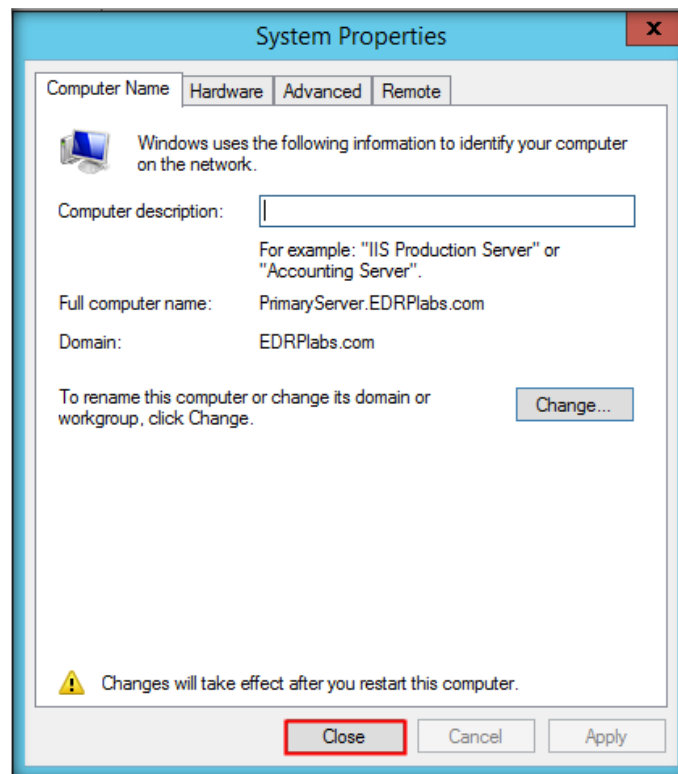 System Properties
x
Computer Name Hardware Advanced Remote
Windows uses the following information to identify your computer
on the network.
Computer description:
For example: "IIS Production Server" or
"Accounting Server".
Full computer name: PrimaryServer.EDRPlabs.com
Domain: EDRPlabs.com
To rename this computer or change its domain or
workgroup, click Change.
Change...
Changes will take effect after you restart this computer.
Close Cancel Apply